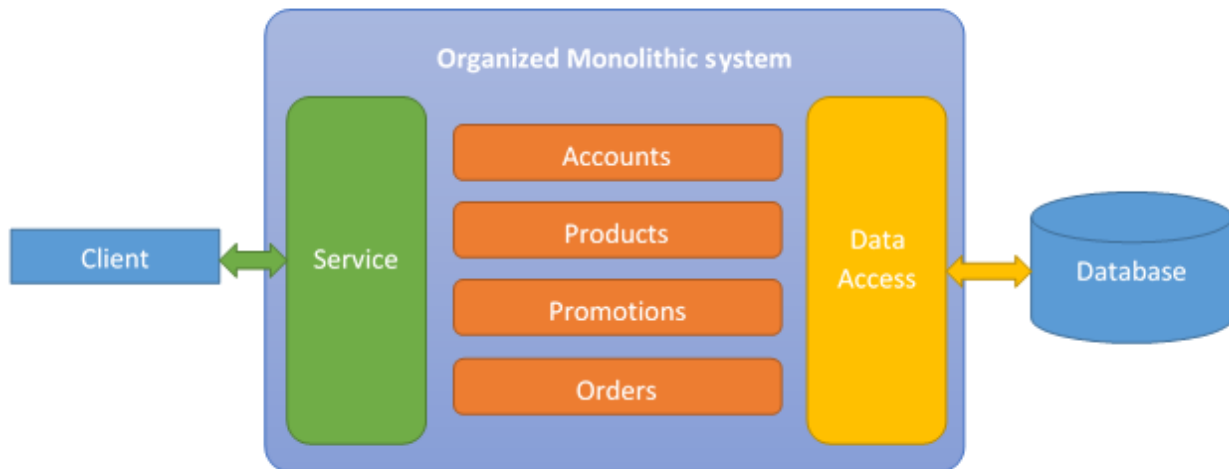 Organized Monolithic system
Accounts
Products
Client
Service
Data
Access
Database
Promotions
Orders